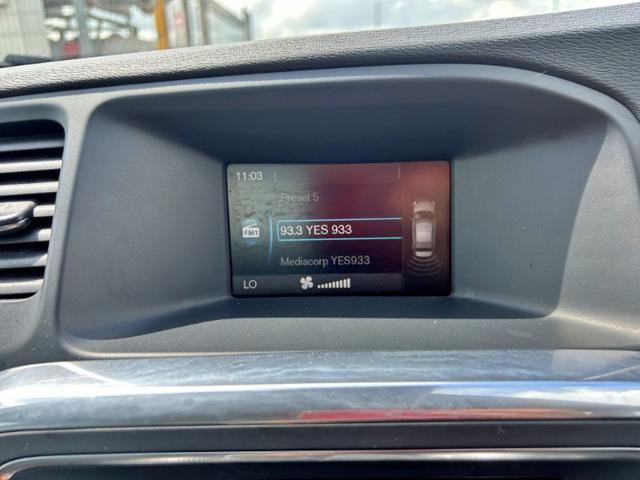 11:03
Preset 5
FM1
93.3 YES 933
Mediacorp YES933
LO